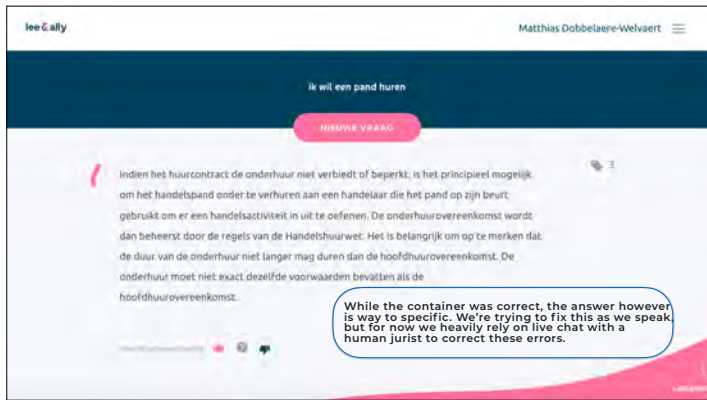 lee & ally
Matthias Dobbelaere-Welvaert
ik wil een pand huren
NIEUWE VRAAG
Indien het huurcontract de onderhuur niet verbiedt of beperkt, is het principieel mogelijk
3
om het handelspand onder te verhuren aan een handelaar die het pand op zijn beurt
gebruikt om er een handelsactiviteit in uit te oefenen. De onderhuurovereenkomst wordt
dan beheerst door de regels van de Handelshuurwet. Het is belangrijk om op te merken dat
de duur van de onderhuur niet langer mag duren dan de hoofdhuurovereenkomst. De
onderhuur moet niet exact dezelfde voorwaarden bevatten als de
hoofdhuurovereenkomst.
While the container was correct, the answer however
is way to specific. We're trying to fix this as we speak,
but for now we heavily rely on live chat with a
human jurist to correct these errors.